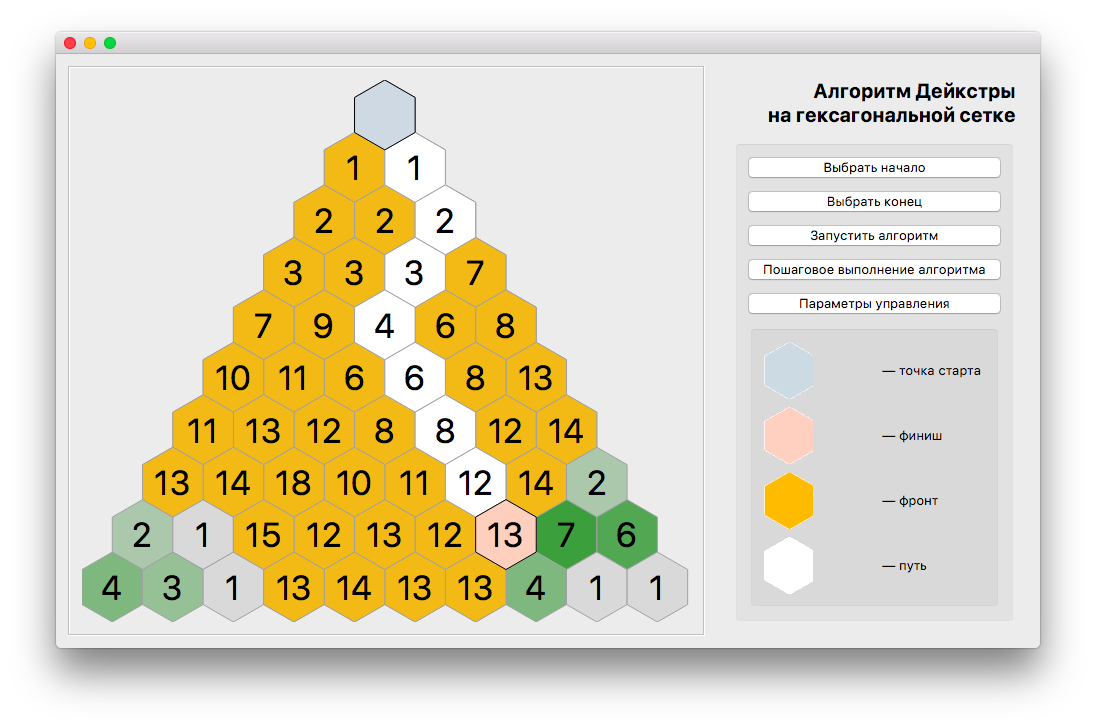 Алгоритм Дейкстры
на гексагональной сетке
1 1
2 2 2
3 3 3 7
7 9 4 6 8
10 11 6 6 8 13
11 13 12 8 8 12 14
13 14 18 10 11 12 14 2
2 1 15 12 13 12 13 7 6
4 3 1 13 14 13 13 4 1 1
Выбрать начало
Выбрать конец
Запустить алгоритм
Пошаговое выполнение алгоритма
Параметры управления
— точка старта
— финиш
— фронт
— путь